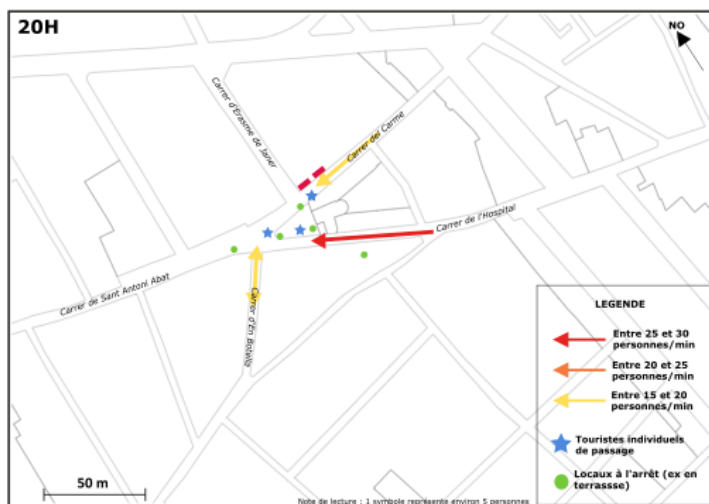 20H
NO
Carrer d'Erasme de Janer
Carrer del Carme
Carrer de l'Hospital
Carrer de Sant Antoni Abat
Carrer d'En Botella
LEGENDE
Entre 25 et 30
personnes/min
Entre 20 et 25
personnes/min
Entre 15 et 20
personnes/min
Touristes individuels
de passage
Locaux à l'arrêt (ex en
terrassse)
50 m
Note de lecture : 1 symbole représente environ 5 personnes